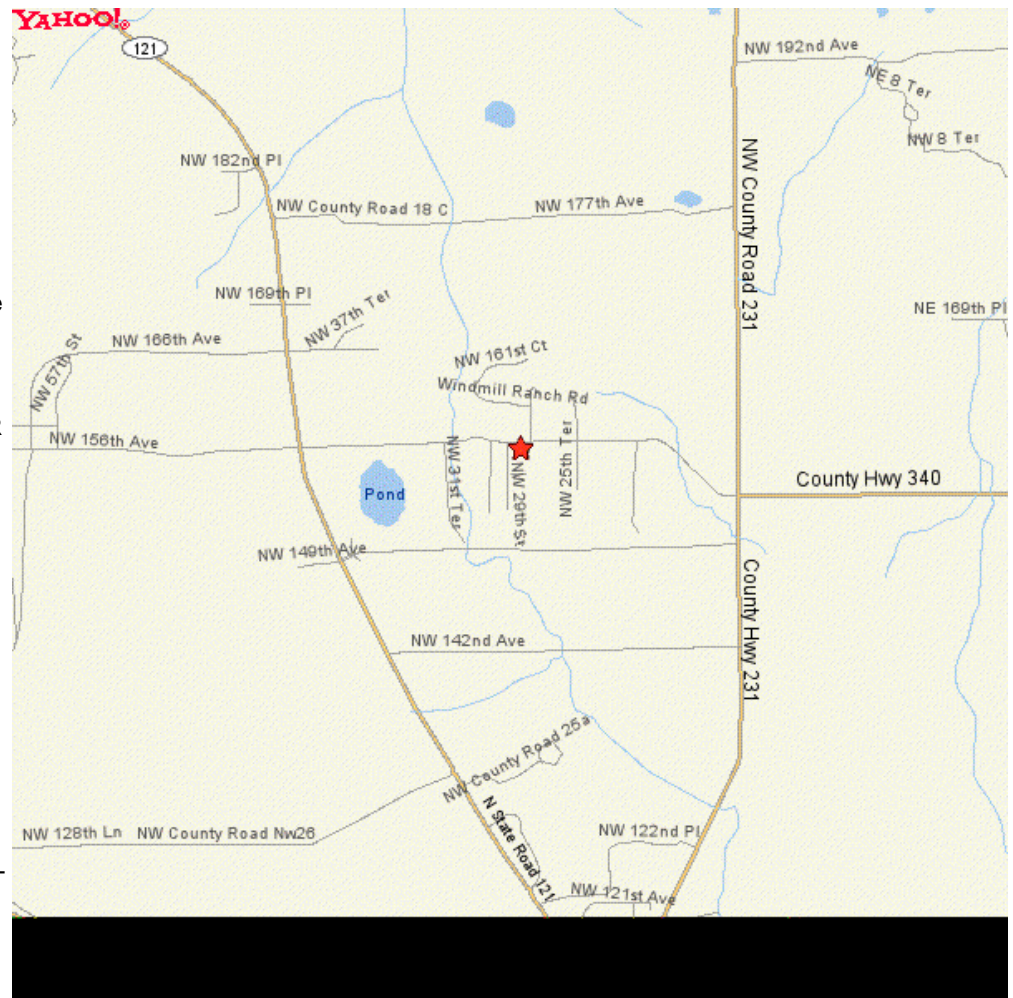 YAHOO!
121
NW 192nd Ave
NE 8 Ter
NW 8 Ter
NW 182nd Pl
NW County Road 18 C
NW 177th Ave
NW County Road 231
NW 169th Pl
NW 37th Ter
NE 169th Pl
NW 166th Ave
NW 57th St
NW 161st Ct
Windmill Ranch Rd
NW 156th Ave
NW 31st Ter
NW 29th St
NW 25th Ter
County Hwy 340
Pond
NW 149th Ave
County Hwy 231
NW 142nd Ave
NW County Road 25a
N State Road 121
NW 128th Ln
NW County Road Nw26
NW 122nd Pl
NW 121st Ave